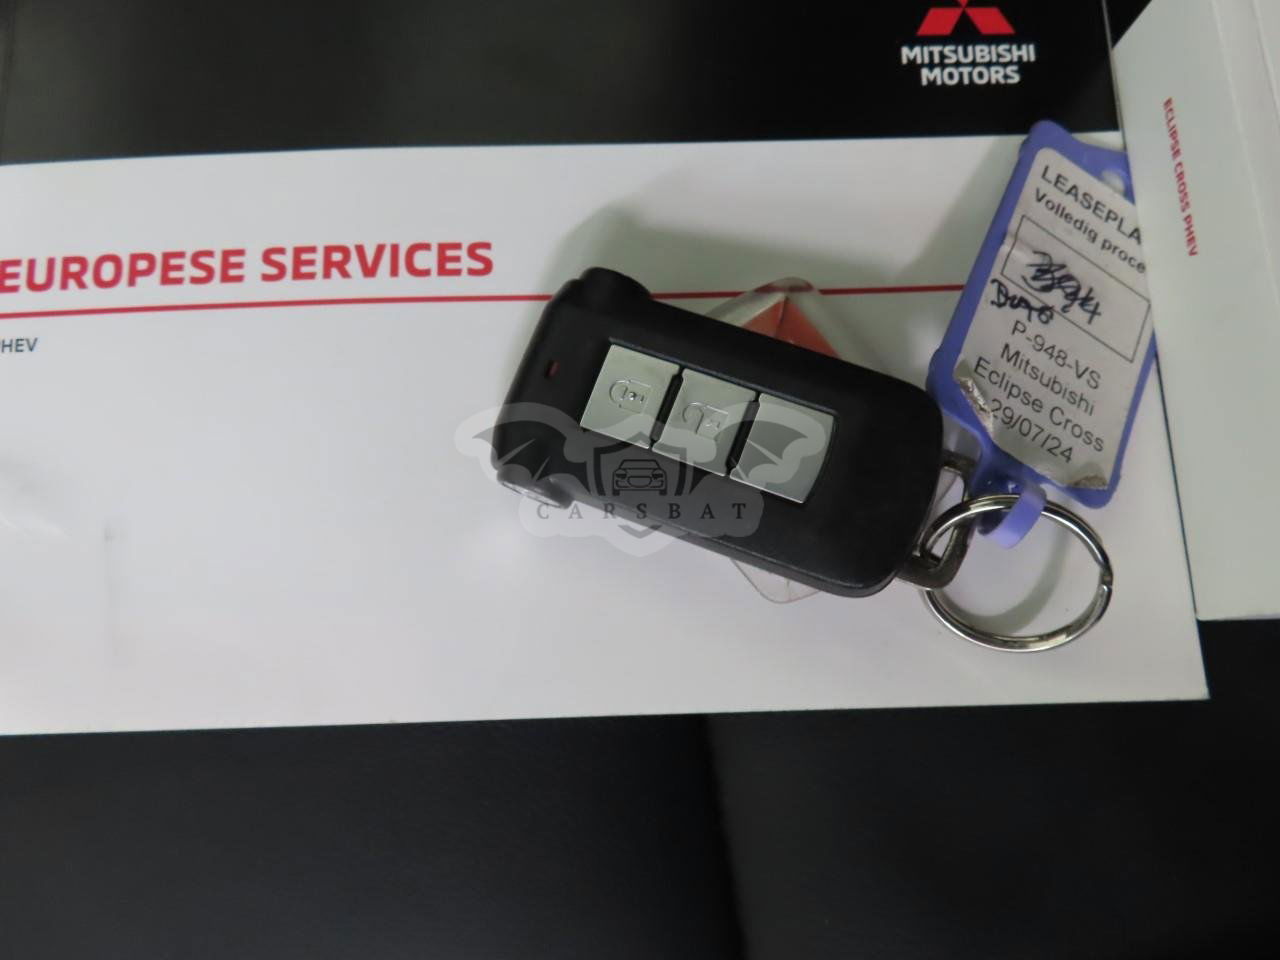 MITSUBISHI
MOTORS
EUROPESE SERVICES
PHEV
ECLIPSE CROSS PHEV
LEASEPLA
Volledig proce
P-948-VS
Mitsubishi
Eclipse Cross
29/07/24
CARSBAT